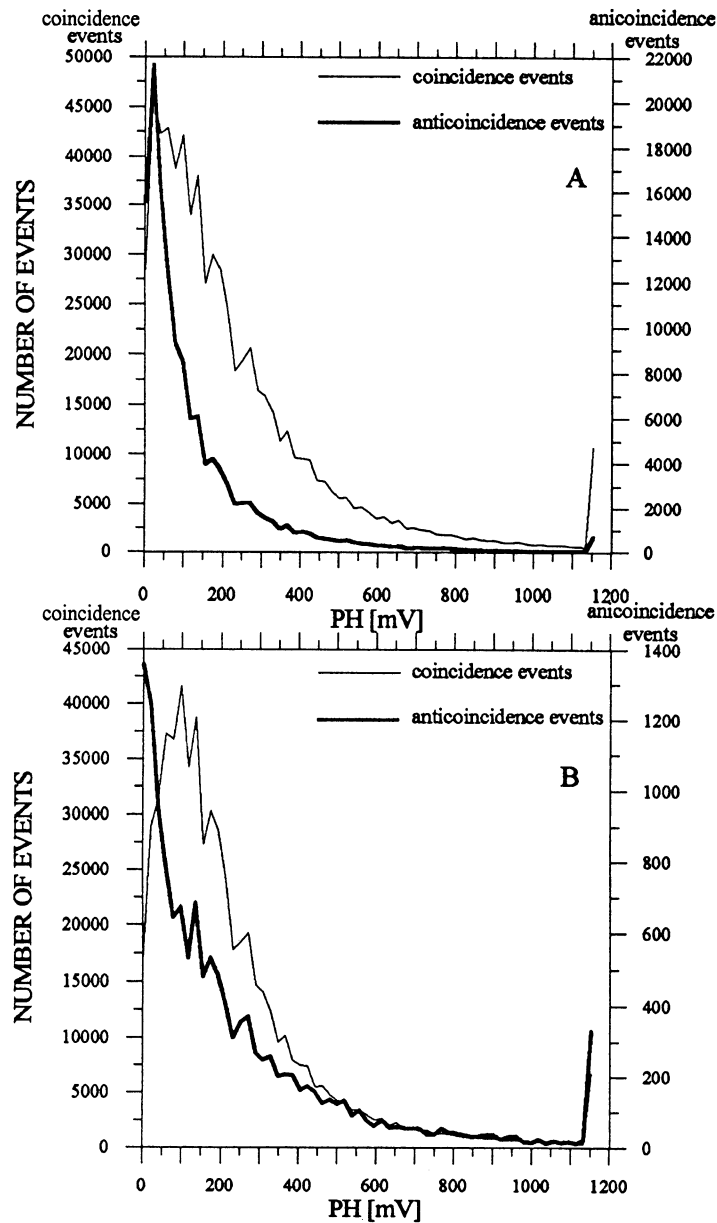 coincidence events
anicoincidence events
50000
45000
40000
35000
30000
25000
20000
15000
10000
5000
0
NUMBER OF EVENTS
coincidence events
anticoincidence events
A
22000
20000
18000
16000
14000
12000
10000
8000
6000
4000
2000
0
0 200 400 600 800 1000 1200
PH [mV]
coincidence events
anicoincidence events
45000
40000
35000
30000
25000
20000
15000
10000
5000
0
NUMBER OF EVENTS
coincidence events
anticoincidence events
B
1400
1200
1000
800
600
400
200
0
0 200 400 600 800 1000 1200
PH [mV]